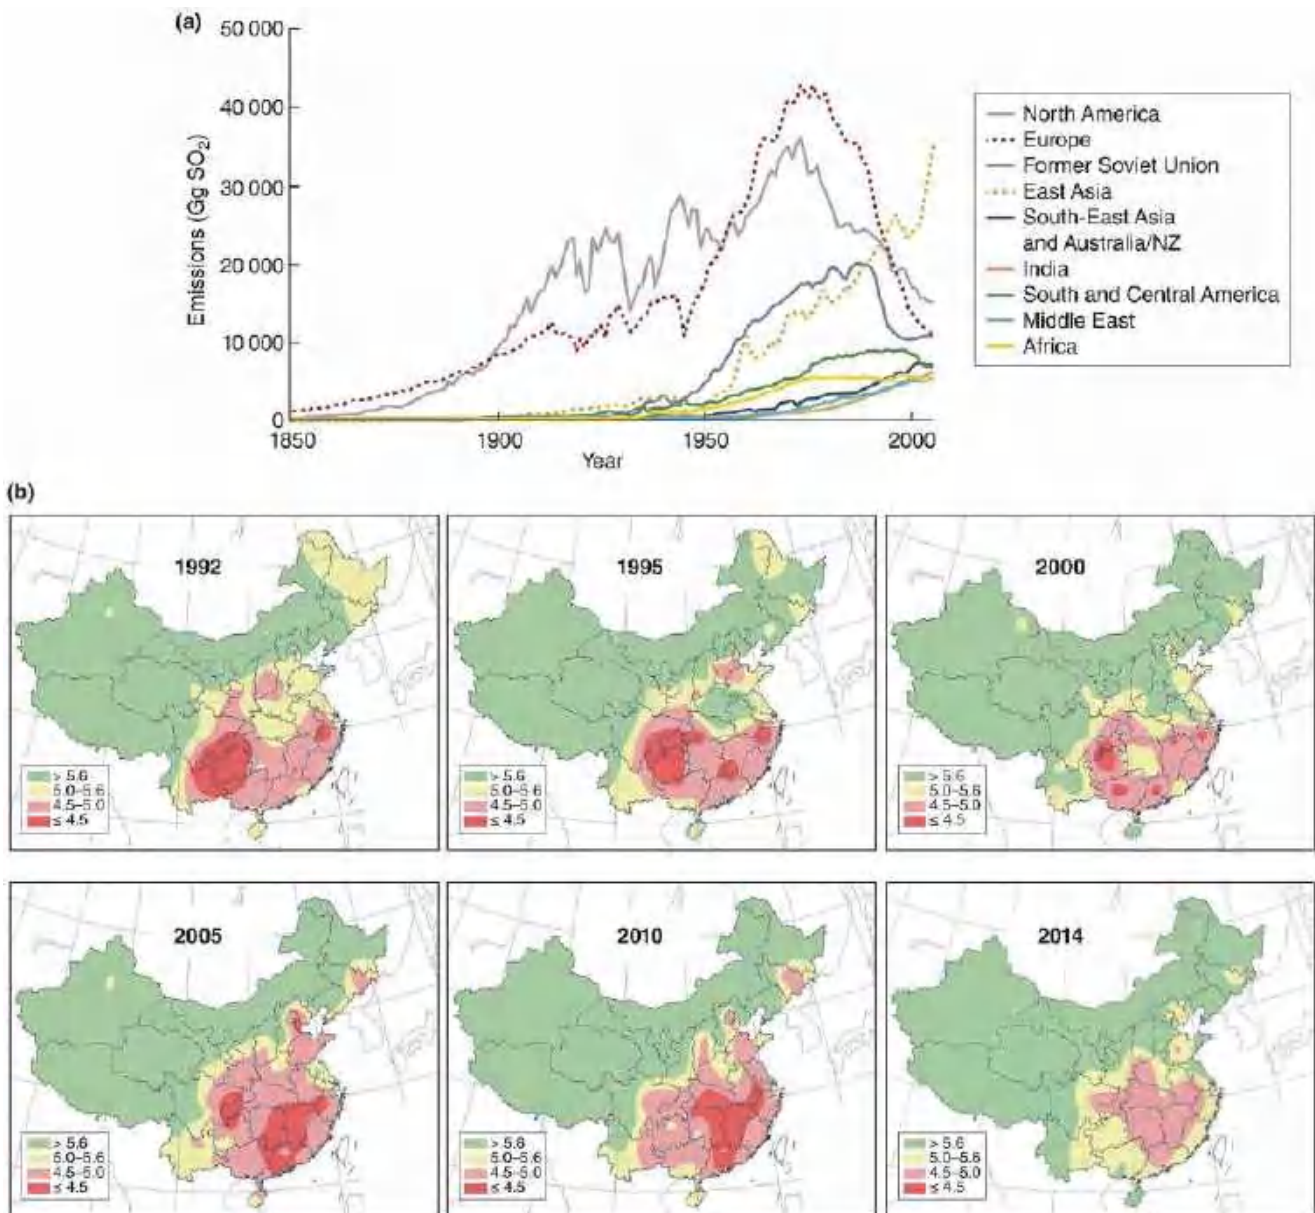 (a)
50 000
40 000
30 000
20 000
10 000
0
Emissions (Gg SO₂)
1850
1900
1950
2000
Year
North America
Europe
Former Soviet Union
East Asia
South-East Asia
and Australia/NZ
India
South and Central America
Middle East
Africa
(b)
1992
> 5.6
5.0–5.6
4.5–5.0
≤ 4.5
1995
> 5.6
5.0–5.6
4.5–5.0
≤ 4.5
2000
> 5.6
5.0–5.6
4.5–5.0
≤ 4.5
2005
> 5.6
5.0–5.6
4.5–5.0
≤ 4.5
2010
> 5.6
5.0–5.6
4.5–5.0
≤ 4.5
2014
> 5.6
5.0–5.6
4.5–5.0
≤ 4.5